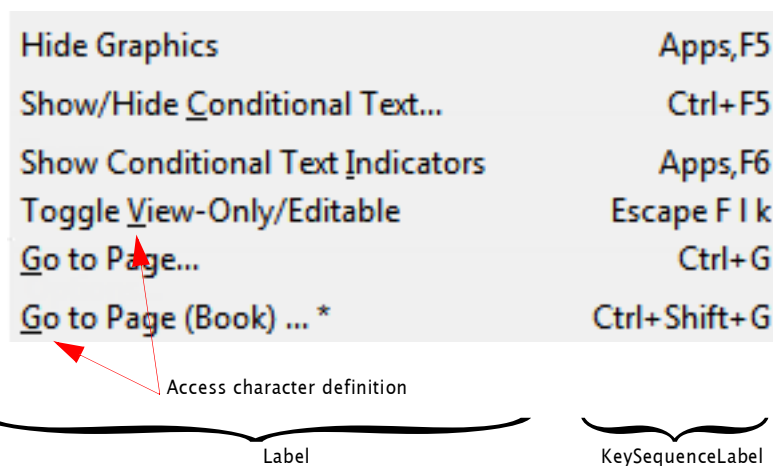 Hide Graphics Apps,F5
Show/Hide Conditional Text... Ctrl+F5
Show Conditional Text Indicators Apps,F6
Toggle View-Only/Editable Escape F l k
Go to Page... Ctrl+G
Go to Page (Book) ... * Ctrl+Shift+G
Access character definition
Label KeySequenceLabel